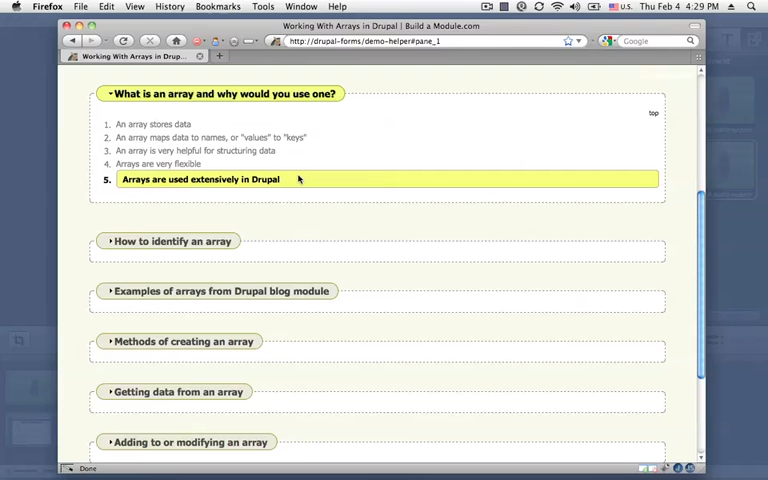 Firefox File Edit View History Bookmarks Tools Window Help U.S. Thu Feb 4 4:29 PM
Working With Arrays in Drupal | Build a Module.com
http://drupal-forms/demo-helper#pane_1
Google
Working With Arrays in Drup...
What is an array and why would you use one?
top
1. An array stores data
2. An array maps data to names, or "values" to "keys"
3. An array is very helpful for structuring data
4. Arrays are very flexible
5. Arrays are used extensively in Drupal
How to identify an array
Examples of arrays from Drupal blog module
Methods of creating an array
Getting data from an array
Adding to or modifying an array
Done